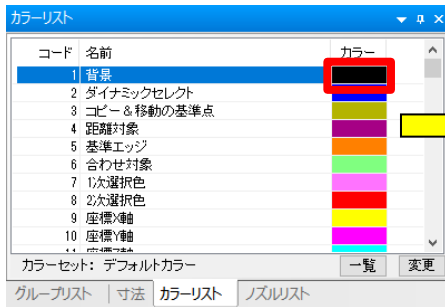 カラーリスト
コード 名前 カラー
1 背景
2 ダイナミックセレクト
3 コピー＆移動の基準点
4 距離対象
5 基準エッジ
6 合わせ対象
7 1次選択色
8 2次選択色
9 座標X軸
10 座標Y軸
11 座標Z軸
カラーセット: デフォルトカラー 一覧 変更
グループリスト 寸法 カラーリスト ノズルリスト